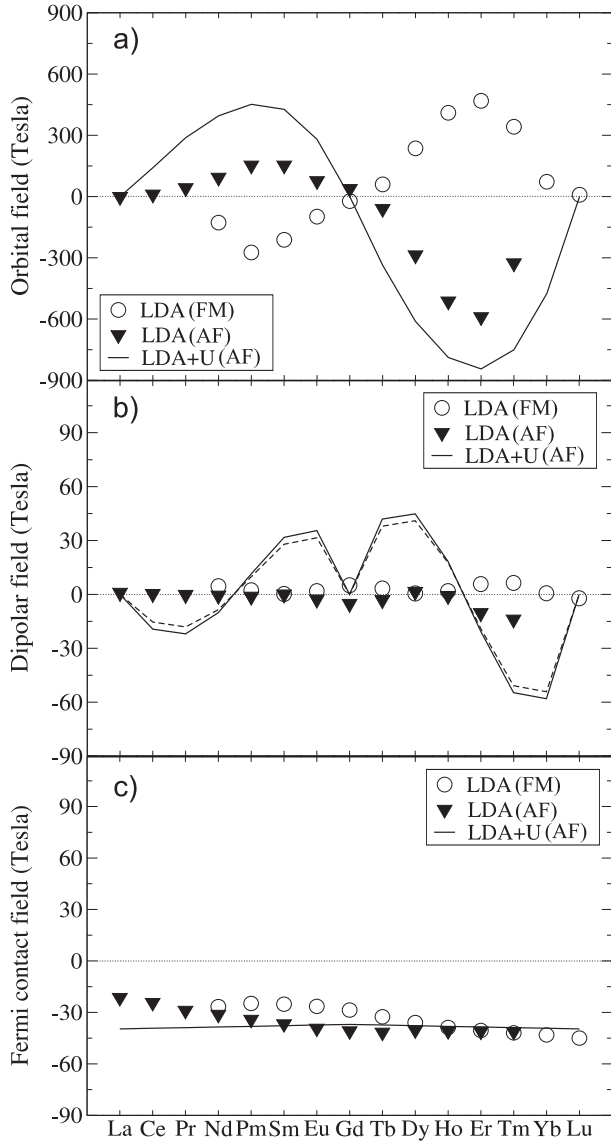 a)
Orbital field (Tesla)
900
600
300
0
-300
-600
-900
LDA (FM)
LDA (AF)
LDA+U (AF)
b)
Dipolar field (Tesla)
90
60
30
0
-30
-60
-90
LDA (FM)
LDA (AF)
LDA+U (AF)
c)
Fermi contact field (Tesla)
90
60
30
0
-30
-60
-90
LDA (FM)
LDA (AF)
LDA+U (AF)
La Ce Pr Nd Pm Sm Eu Gd Tb Dy Ho Er Tm Yb Lu